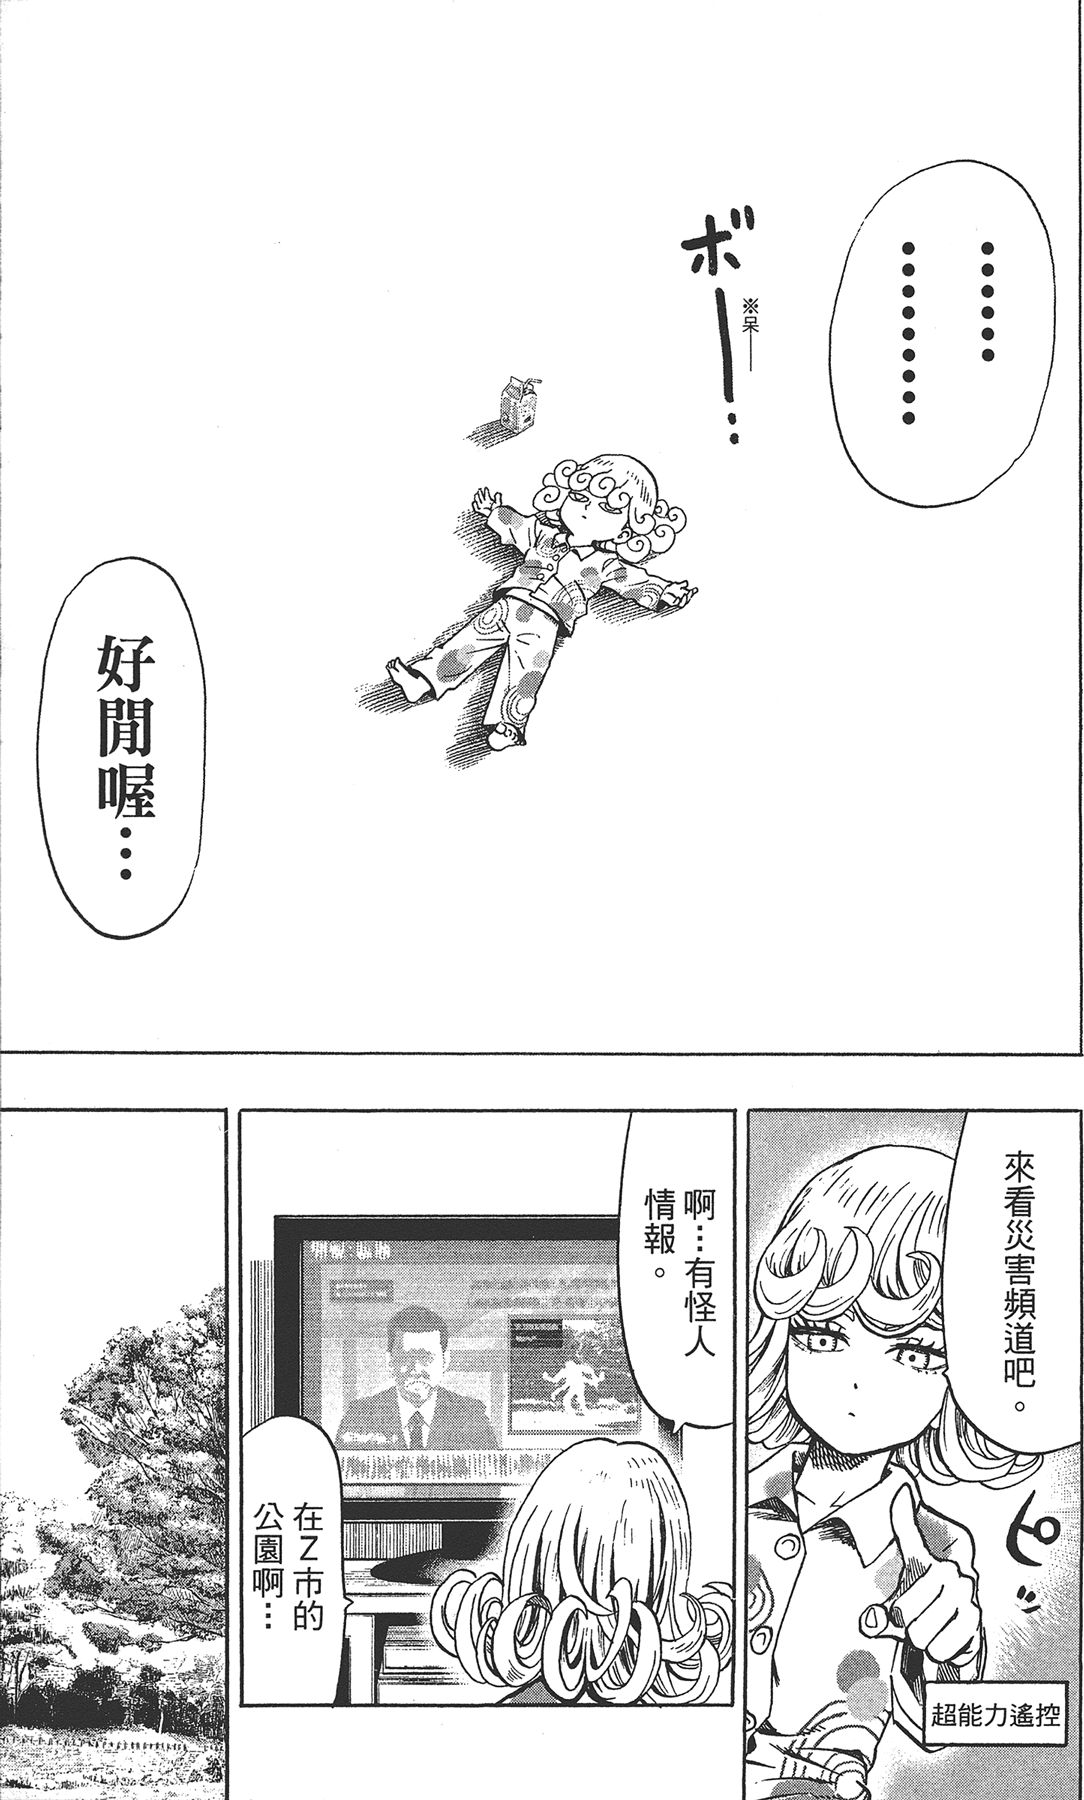 ……
………
ボー…
※呆——
好閒喔…
來看災害頻道吧。
ピッ
超能力遙控
啊…有怪人
情報。
在Z市的
公園啊…